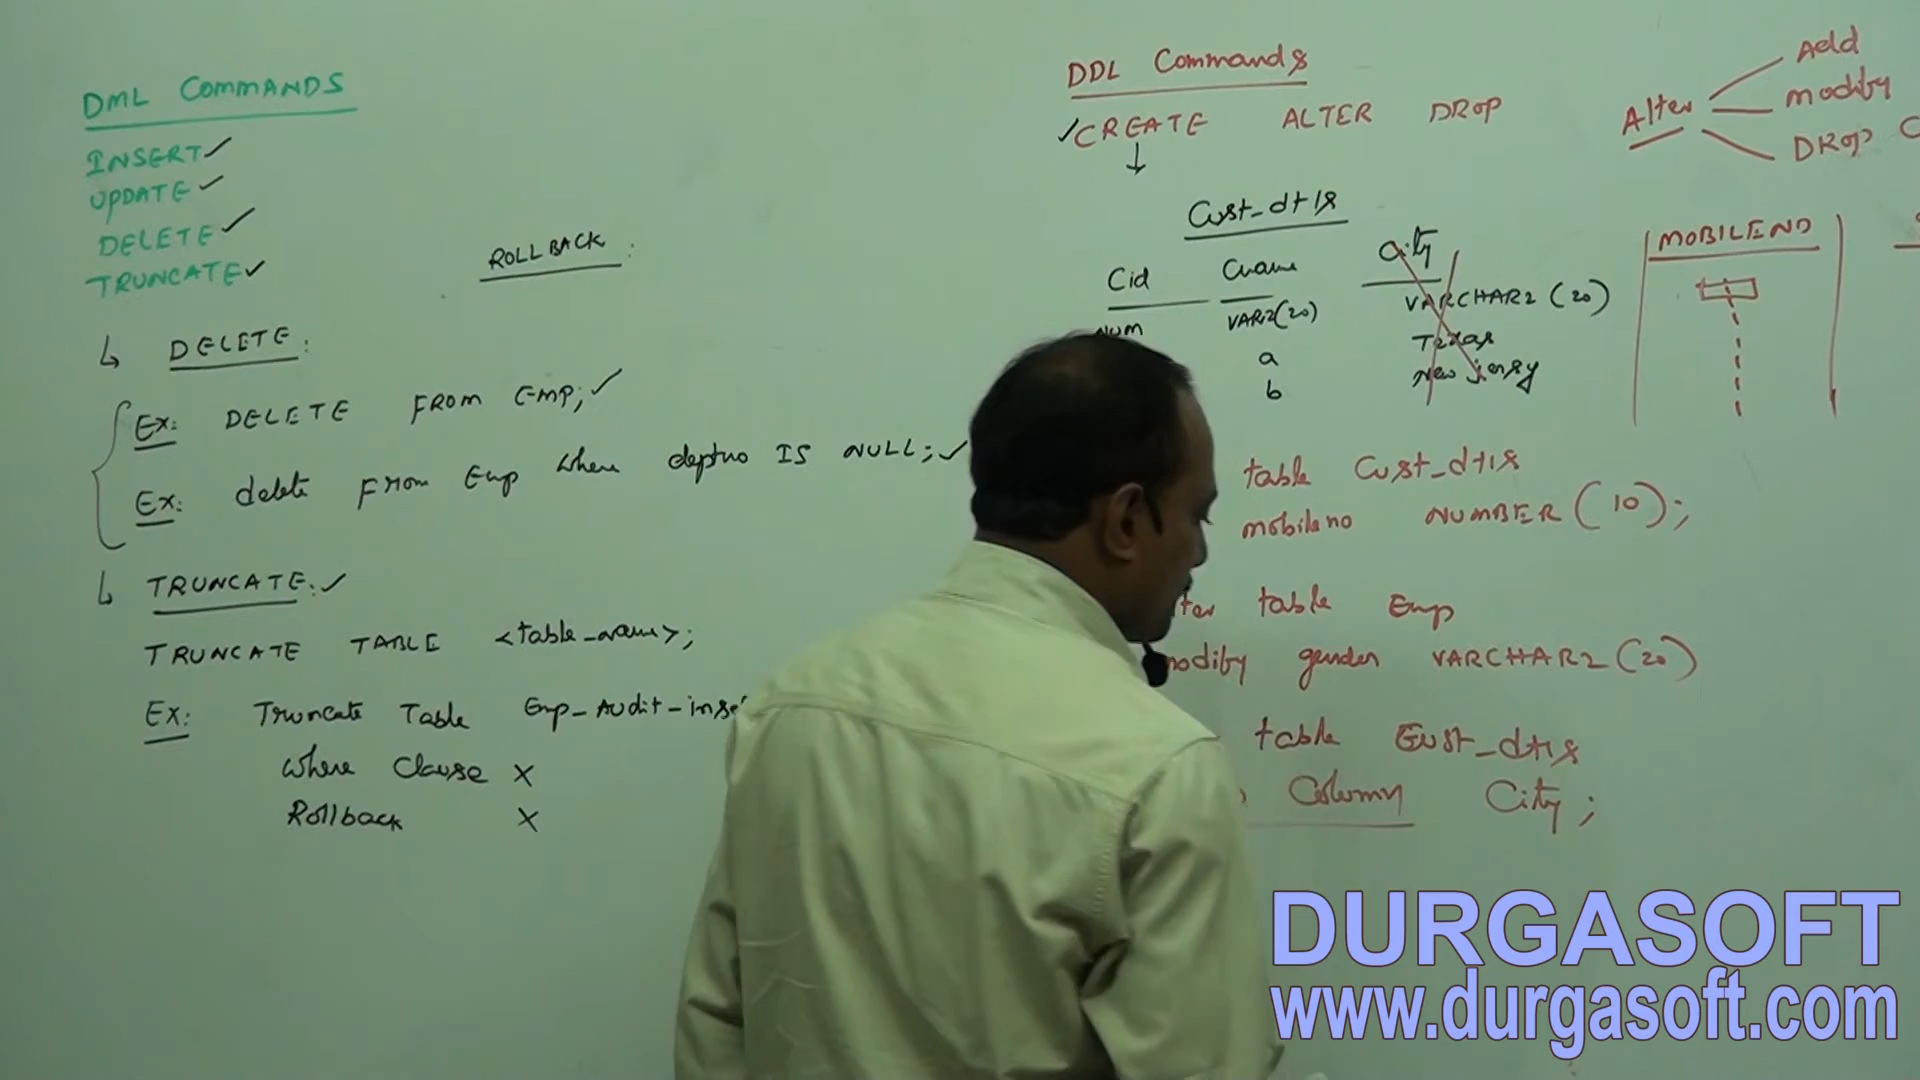 DML COMMANDS
INSERT
UPDATE
DELETE
TRUNCATE
ROLLBACK:
DELETE:
Ex: DELETE FROM Emp;
Ex: delete From Emp where deptno IS NULL;
TRUNCATE:
TRUNCATE TABLE <table_name>;
Ex: Truncate Table Emp_Audit_
Where Clause X
Rollback X
DDL Commands
CREATE ALTER DROP
Cust_dtls
Cid Cname City
NUM VAR2(20) VARCHAR2(20)
a Texas
b New jersy
table Cust_dtls
mobileno NUMBER(10);
table Emp
modify gender VARCHAR2(20)
table Cust_dtls
Column City;
Alter
Add
modify
DROP
MOBILENO
DURGASOFT
www.durgasoft.com